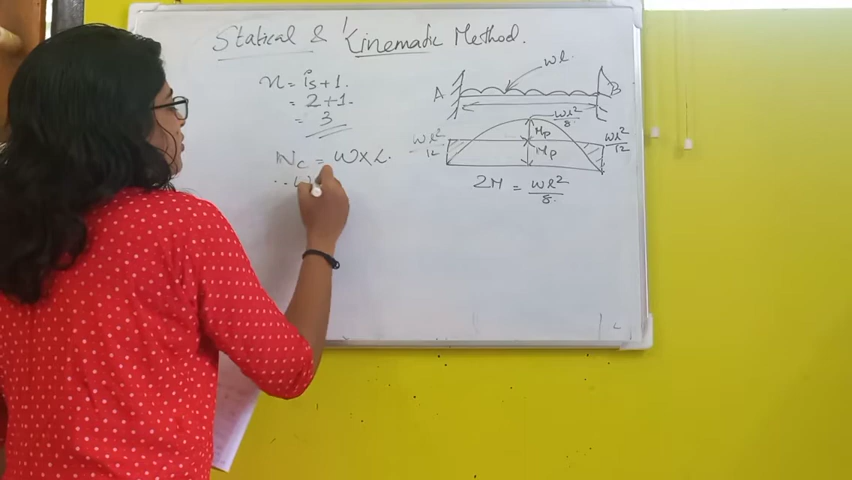 Statical & Kinematic Method.
n = is + 1.
= 2 + 1.
= 3
Wc = w x l.
∴ W
wl.
A
B
wl²/8
wl²/12
Mp
wl²/12
Mp
2M = wl²/8.